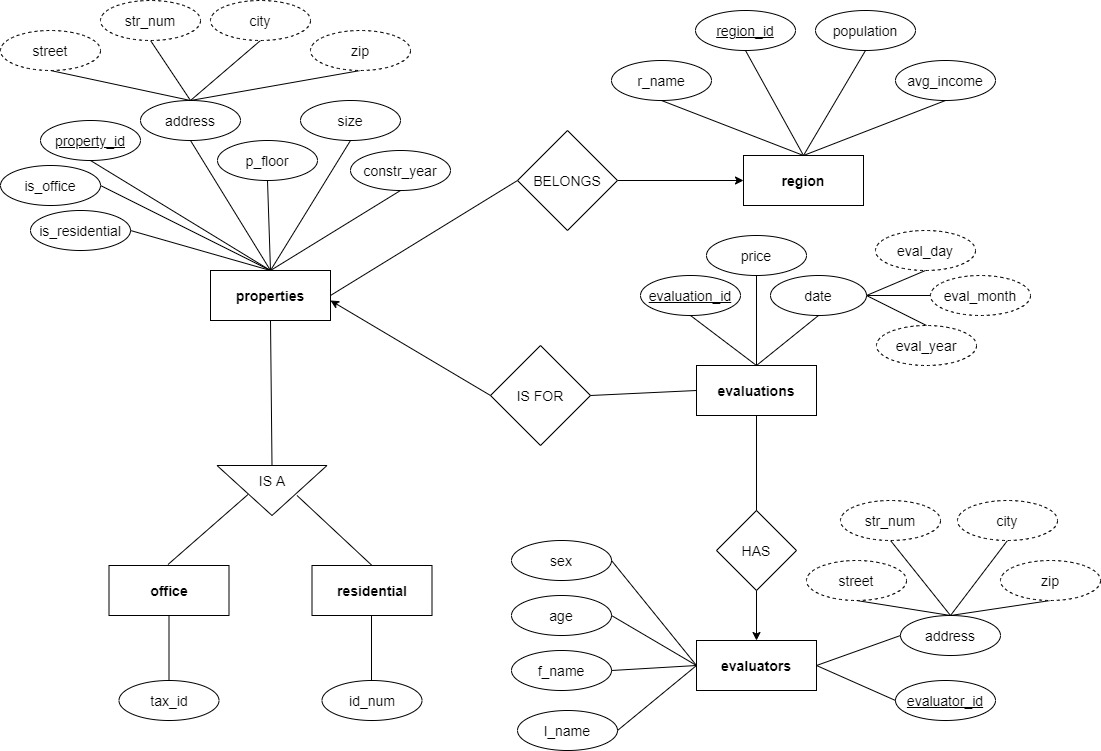 str_num
city
street
zip
address
size
property_id
p_floor
constr_year
is_office
is_residential
properties
BELONGS
region_id
population
r_name
avg_income
region
price
eval_day
evaluation_id
date
eval_month
eval_year
IS FOR
evaluations
IS A
office
residential
tax_id
id_num
HAS
sex
age
f_name
l_name
evaluators
str_num
city
street
zip
address
evaluator_id